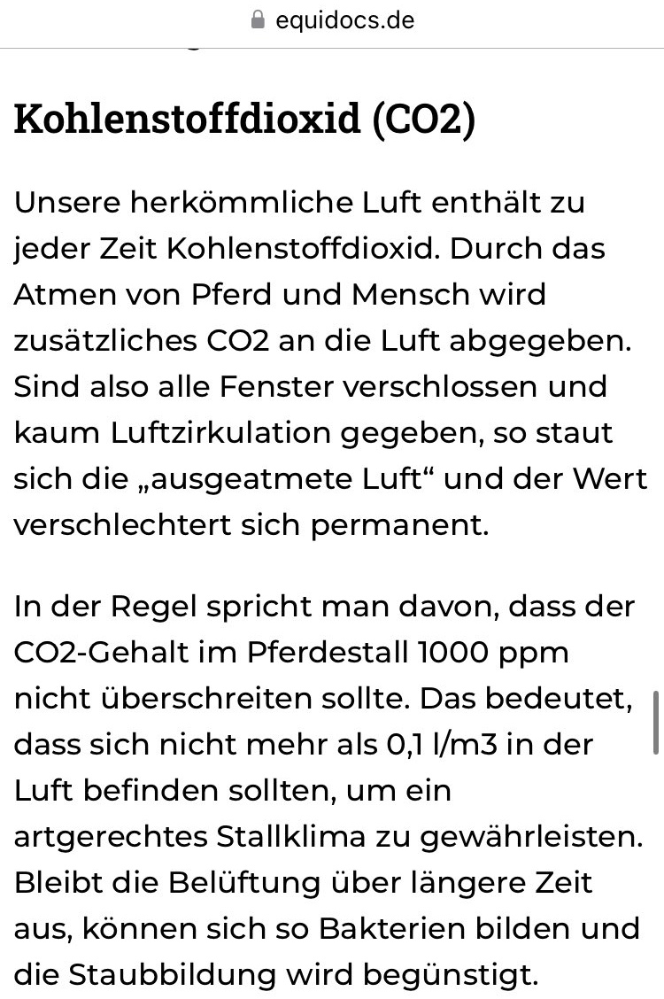 equidocs.de
Kohlenstoffdioxid (CO2)
Unsere herkömmliche Luft enthält zu
jeder Zeit Kohlenstoffdioxid. Durch das
Atmen von Pferd und Mensch wird
zusätzliches CO2 an die Luft abgegeben.
Sind also alle Fenster verschlossen und
kaum Luftzirkulation gegeben, so staut
sich die „ausgeatmete Luft“ und der Wert
verschlechtert sich permanent.
In der Regel spricht man davon, dass der
CO2-Gehalt im Pferdestall 1000 ppm
nicht überschreiten sollte. Das bedeutet,
dass sich nicht mehr als 0,1 l/m3 in der
Luft befinden sollten, um ein
artgerechtes Stallklima zu gewährleisten.
Bleibt die Belüftung über längere Zeit
aus, können sich so Bakterien bilden und
die Staubbildung wird begünstigt.